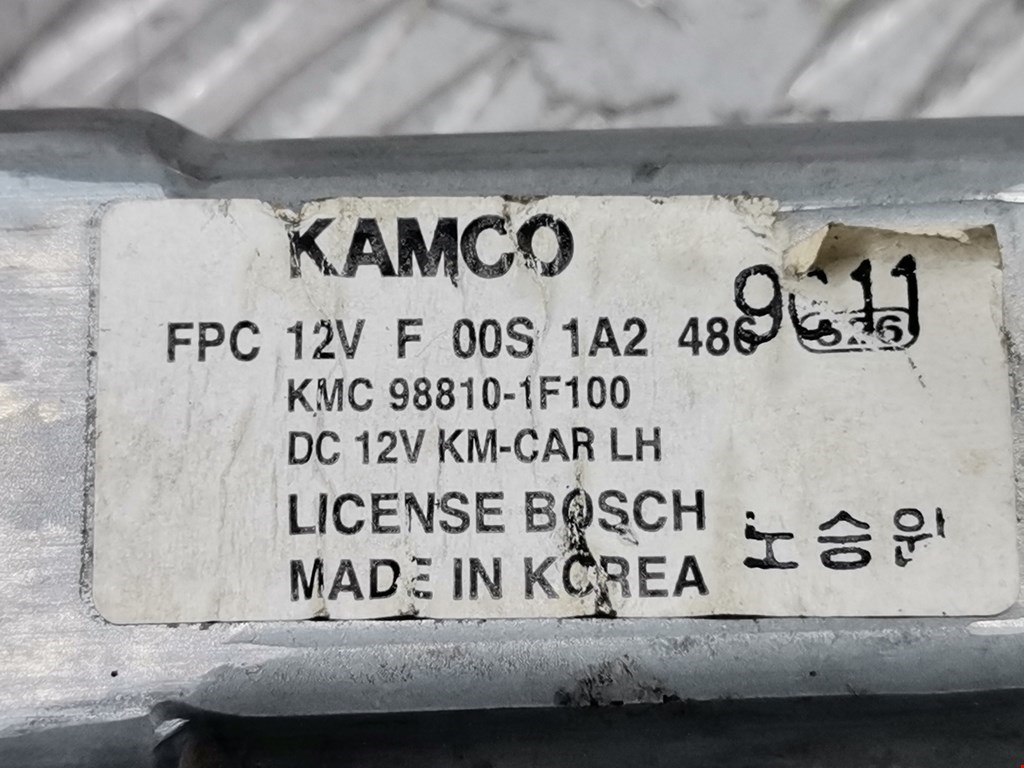 KAMCO
FPC 12V F 00S 1A2 486
KMC 98810-1F100
DC 12V KM-CAR LH
LICENSE BOSCH
MADE IN KOREA
노승원